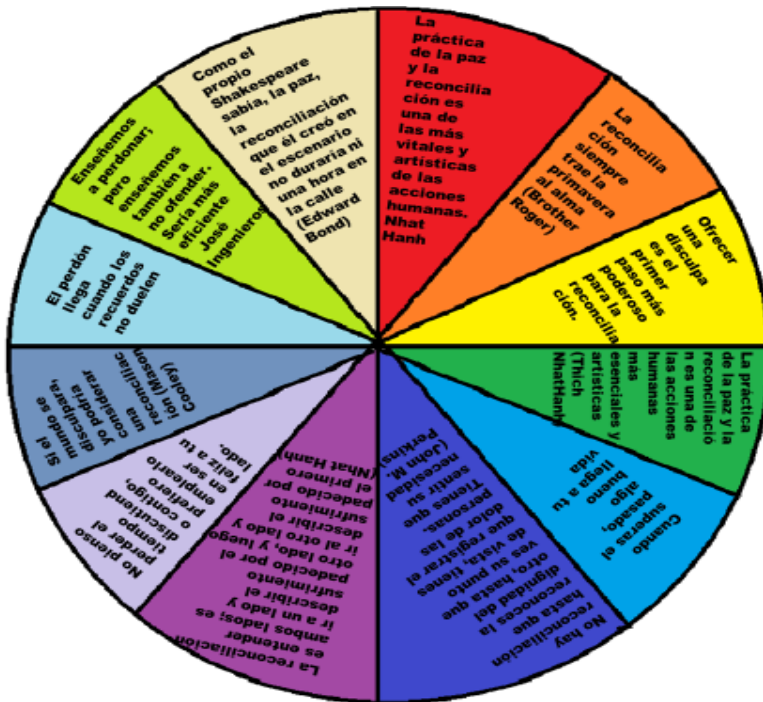 La
práctica
de la paz
y la
reconcilia
ción es
una de
las más
vitales y
artísticas
de las
acciones
humanas.
Nhat
Hanh
La
reconcilia
ción
siempre
trae la
primavera
al alma
(Brother
Roger)
Ofrecer
una
disculpa
es el
primer
paso más
poderoso
para la
reconcilia
ción.
La práctica
de la paz y la
reconciliació
n es una de
las acciones
humanas
más
esenciales y
artísticas
(Thich
NhatHanh)
Cuando
superas el
pasado,
algo
bueno
llega a tu
vida
No hay
reconciliación
hasta que
reconoces la
dignidad del
otro, hasta que
ves su punto
de vista, tienes
que registrar el
dolor de las
personas.
Tienes que
sentir su
necesidad
(John M.
Perkins)
La reconciliación
es entender
ambos lados; es
ir a un lado y
describir el
sufrimiento
padecido por el
otro lado, y luego
ir al otro lado y
describir el
sufrimiento
padecido por
el primero
(Nhat Hanh)
No pienso
perder el
tiempo
discutiend
o contigo,
prefiero
emplearlo
en ser
feliz a tu
lado.
Si el
mundo se
disculpara,
yo podría
considerar
una
reconciliac
ión (Mason
Cooley)
El perdón
llega
cuando los
recuerdos
no duelen
Enseñemos
a perdonar;
pero
enseñemos
también a
no ofender.
Sería más
eficiente
José
Ingenieros
Como el
propio
Shakespeare
sabía, la paz,
la
reconciliación
que él creó en
el escenario
no duraría ni
una hora en
la calle
(Edward
Bond)